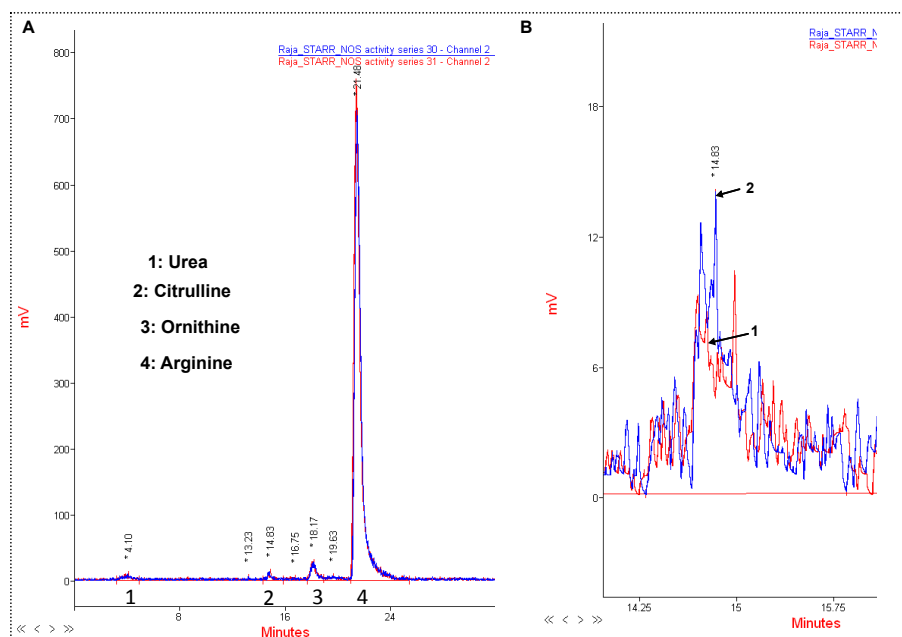 A
Raja_STARR_NOS activity series 30 - Channel 2
Raja_STARR_NOS activity series 31 - Channel 2
800
700
600
500
400
300
200
100
0
mV
* 21.48
1: Urea
2: Citrulline
3: Ornithine
4: Arginine
* 4.10
* 13.23
* 14.83
* 16.75
* 18.17
* 19.63
1
2
3
4
8
16
24
Minutes
<< < > >>
B
Raja_STARR_N
Raja_STARR_N
18
12
6
0
mV
* 14.83
2
1
14.25
15
15.75
Minutes
<< < > >>